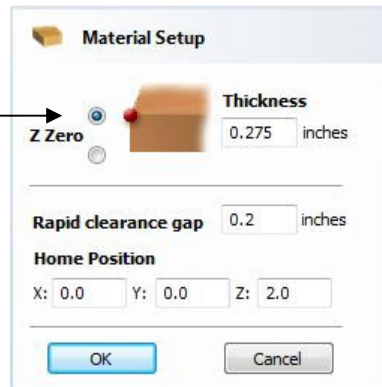 Material Setup
Thickness
Z Zero
0.275 inches
Rapid clearance gap 0.2 inches
Home Position
X: 0.0 Y: 0.0 Z: 2.0
OK Cancel